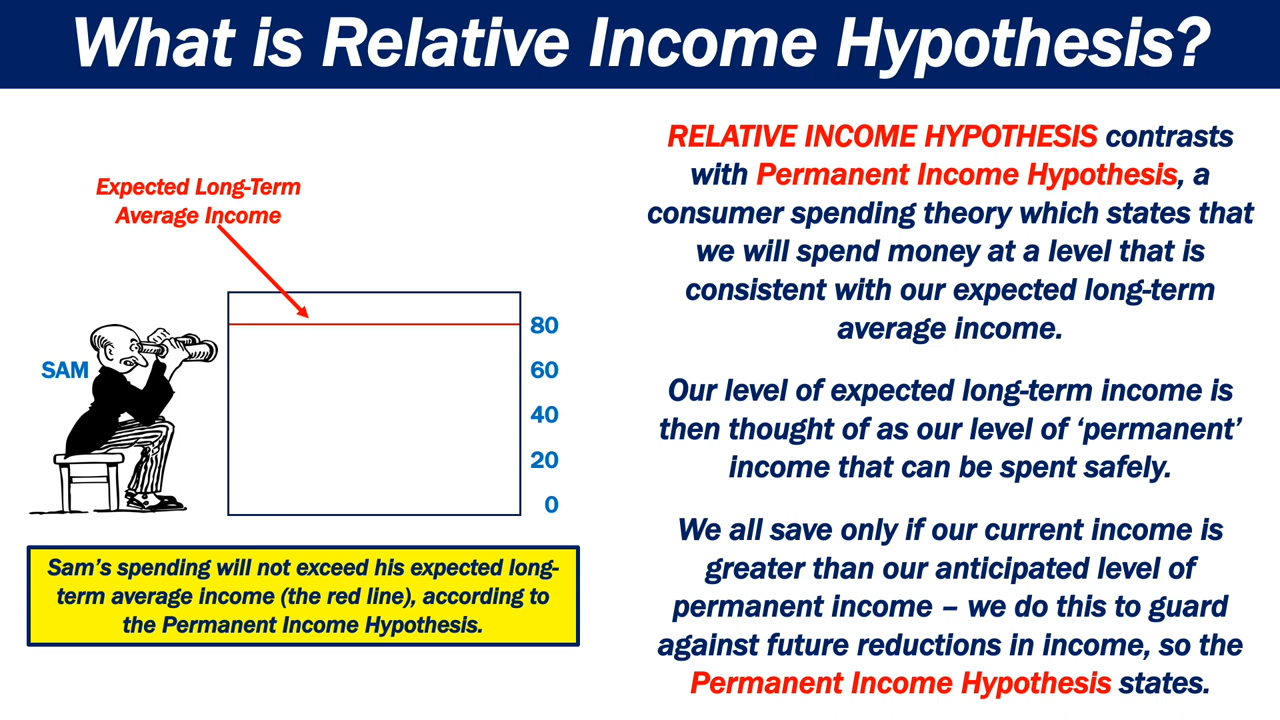 What is Relative Income Hypothesis?
Expected Long-Term
Average Income
SAM
80
60
40
20
0
Sam's spending will not exceed his expected long-
term average income (the red line), according to
the Permanent Income Hypothesis.
RELATIVE INCOME HYPOTHESIS contrasts
with Permanent Income Hypothesis, a
consumer spending theory which states that
we will spend money at a level that is
consistent with our expected long-term
average income.
Our level of expected long-term income is
then thought of as our level of ‘permanent’
income that can be spent safely.
We all save only if our current income is
greater than our anticipated level of
permanent income – we do this to guard
against future reductions in income, so the
Permanent Income Hypothesis states.